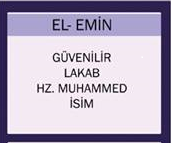 EL- EMİN
GÜVENİLİR
LAKAB
HZ. MUHAMMED
İSİM